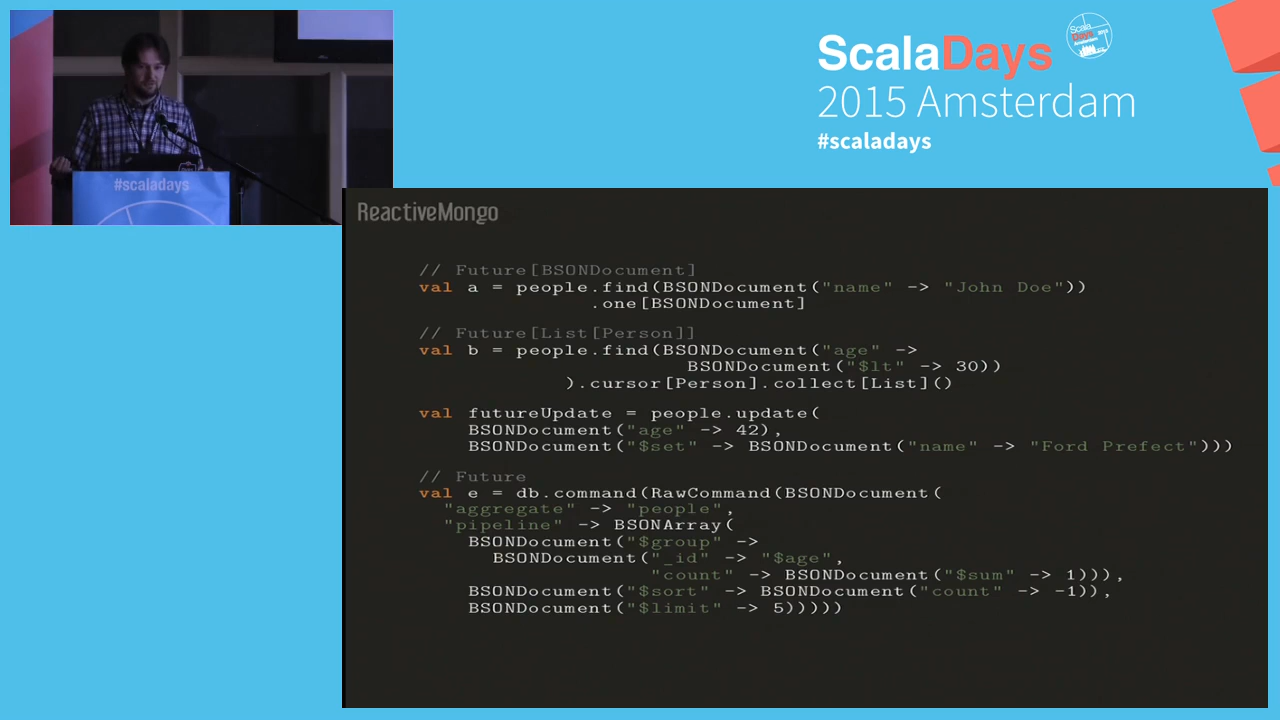 ScalaDays
2015 Amsterdam
#scaladays
#scaladays
ReactiveMongo
// Future[BSONDocument]
val a = people.find(BSONDocument("name" -> "John Doe"))
.one[BSONDocument]
// Future[List[Person]]
val b = people.find(BSONDocument("age" ->
BSONDocument("$lt" -> 30))
).cursor[Person].collect[List]()
val futureUpdate = people.update(
BSONDocument("age" -> 42),
BSONDocument("$set" -> BSONDocument("name" -> "Ford Prefect")))
// Future
val e = db.command(RawCommand(BSONDocument(
"aggregate" -> "people",
"pipeline" -> BSONArray(
BSONDocument("$group" ->
BSONDocument("_id" -> "$age",
"count" -> BSONDocument("$sum" -> 1))),
BSONDocument("$sort" -> BSONDocument("count" -> -1)),
BSONDocument("$limit" -> 5)))))